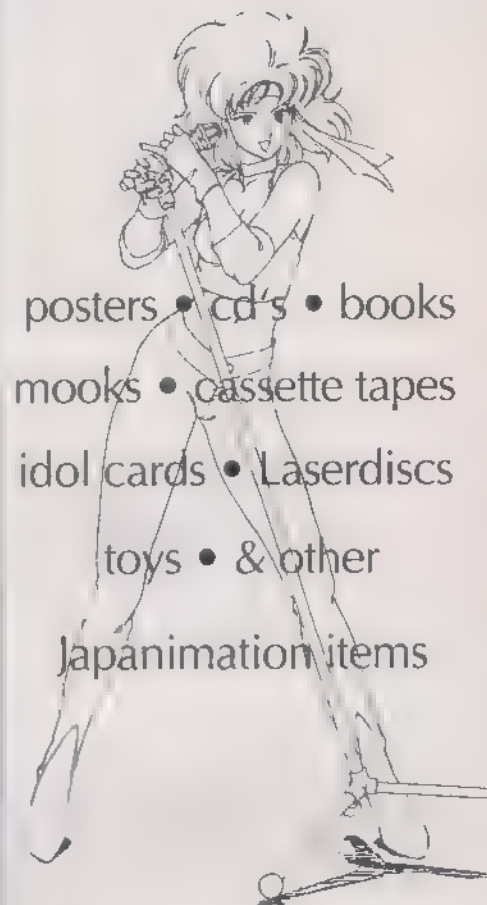 posters • cd's • books
mooks • cassette tapes
idol cards • Laserdiscs
toys • & other
Japanimation items